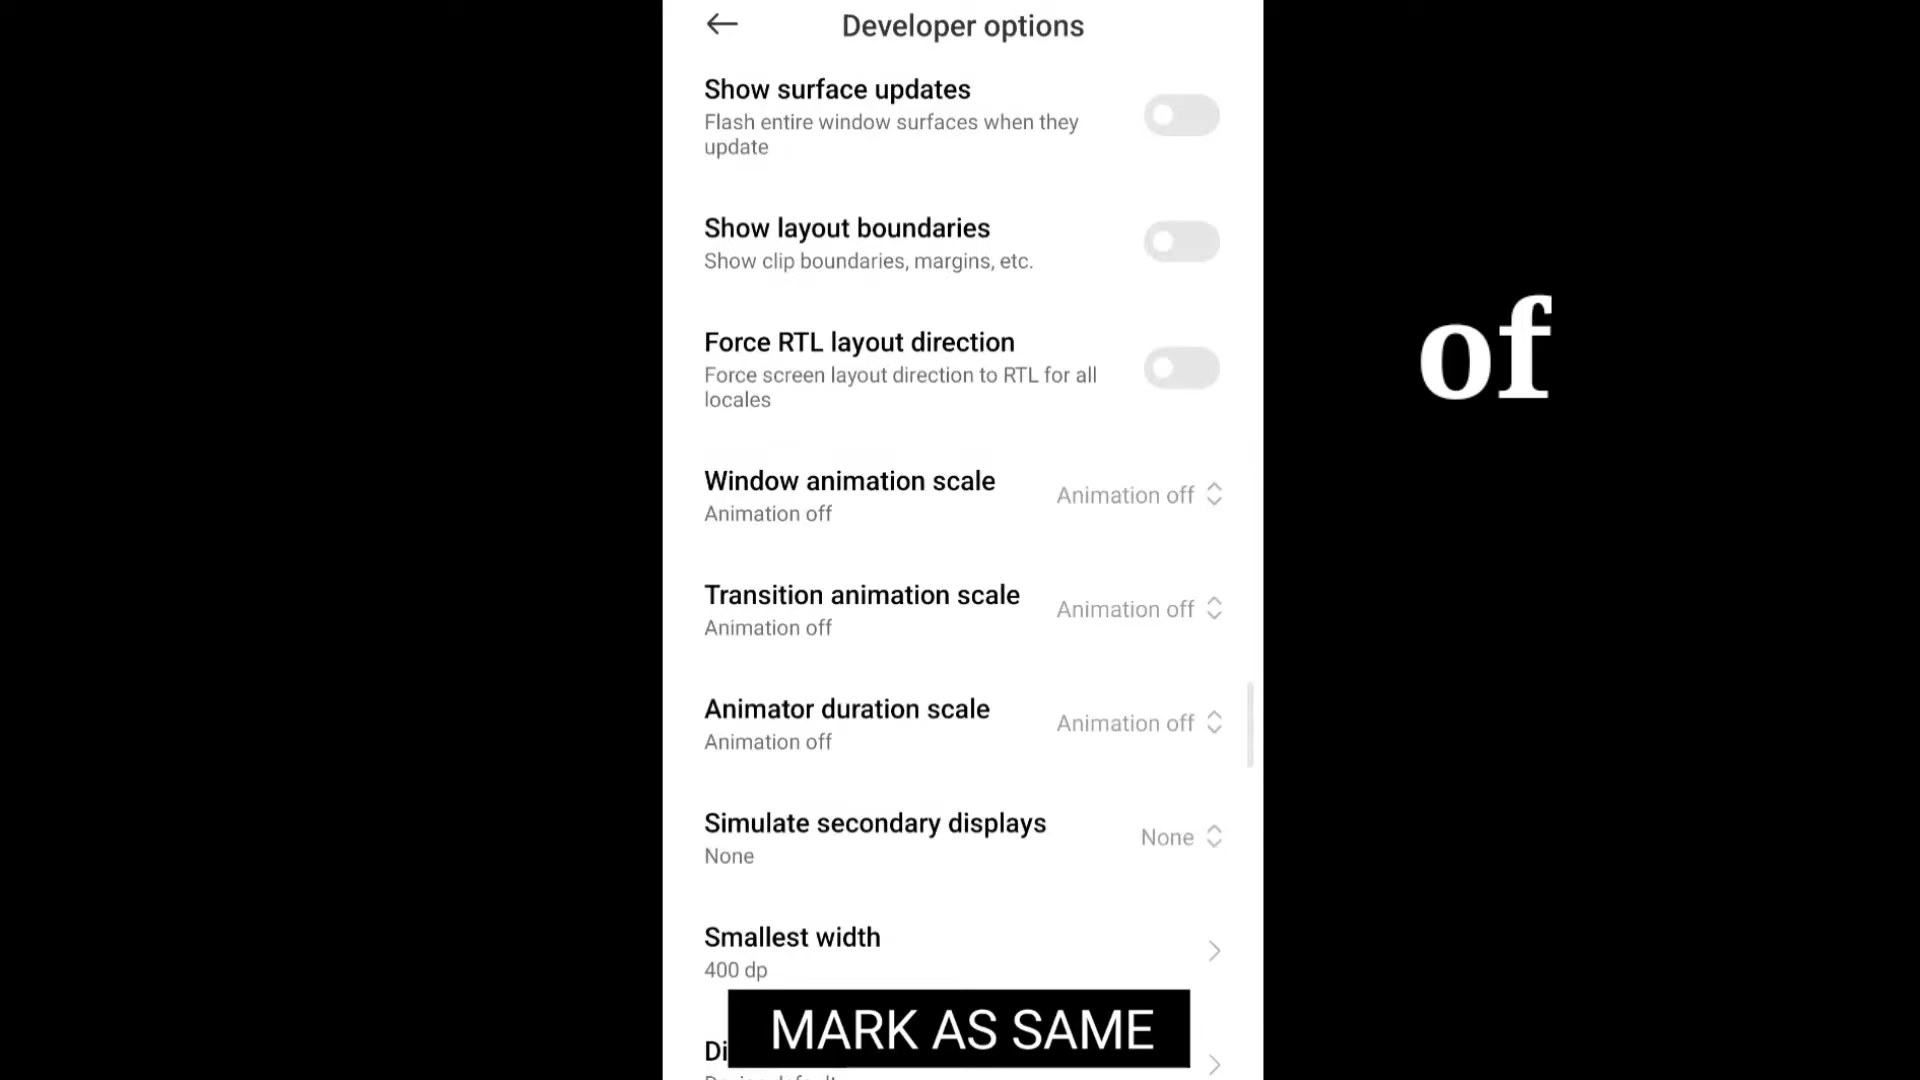 Developer options
Show surface updates
Flash entire window surfaces when they
update
Show layout boundaries
Show clip boundaries, margins, etc.
Force RTL layout direction
Force screen layout direction to RTL for all
locales
of
Window animation scale
Animation off
Animation off
Transition animation scale
Animation off
Animation off
Animator duration scale
Animation off
Animation off
Simulate secondary displays
None
None
Smallest width
400 dp
MARK AS SAME